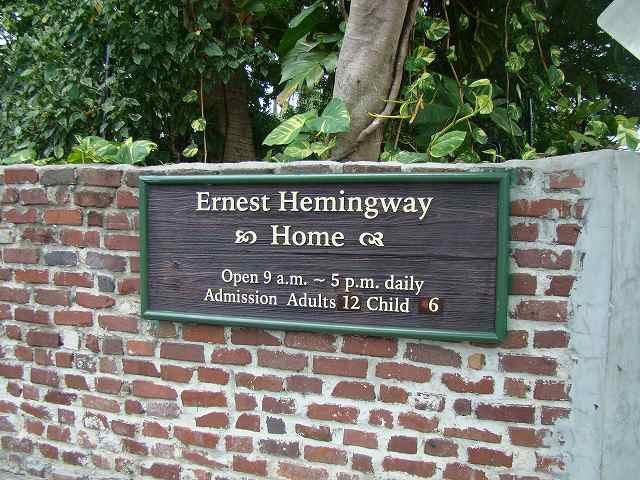 Ernest Hemingway
Home
Open 9 a.m. ~ 5 p.m. daily
Admission Adults 12 Child 6